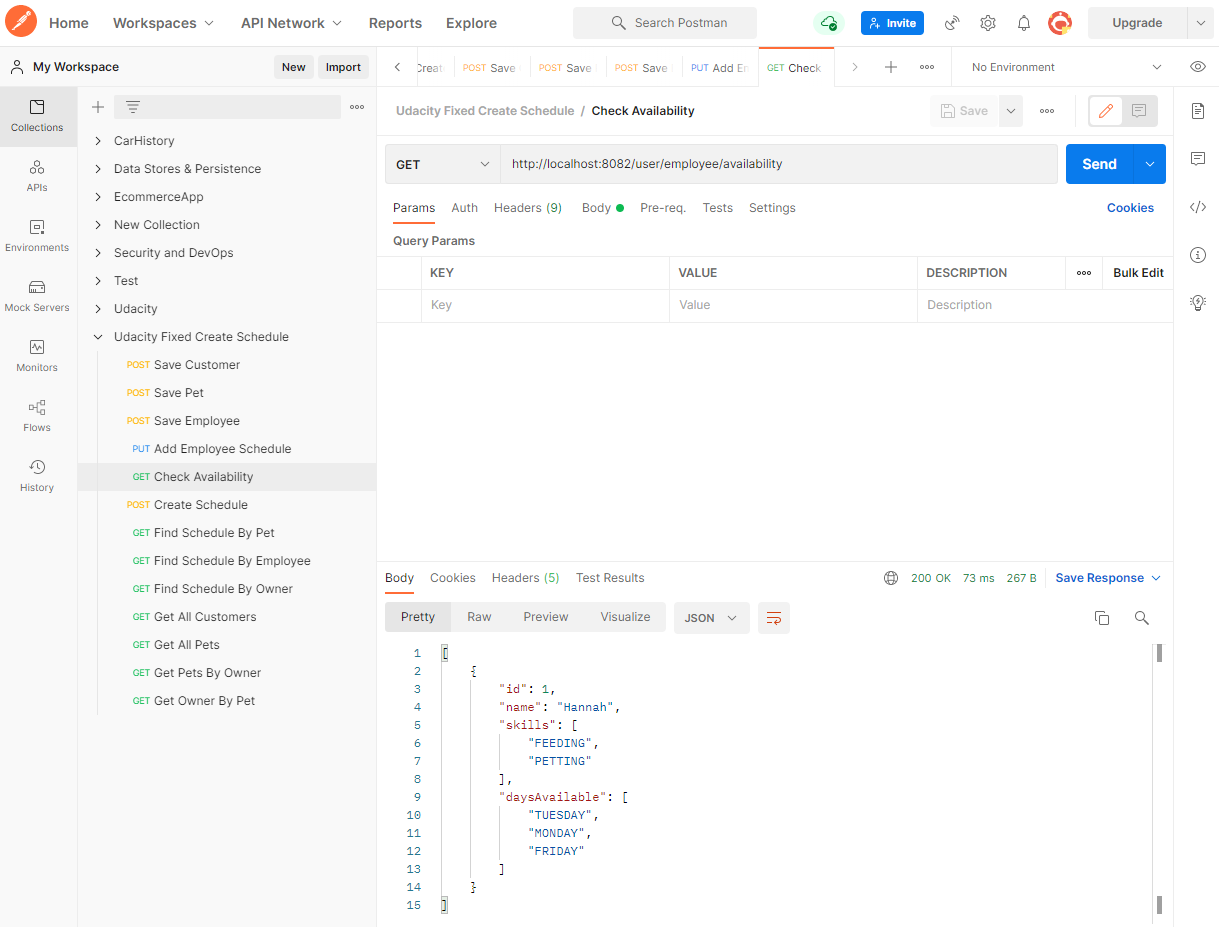 Home Workspaces API Network Reports Explore Search Postman Invite Upgrade
My Workspace New Import
Create POST Save POST Save POST Save PUT Add Em GET Check No Environment
Collections
APIs
Environments
Mock Servers
Monitors
Flows
History
CarHistory
Data Stores & Persistence
EcommerceApp
New Collection
Security and DevOps
Test
Udacity
Udacity Fixed Create Schedule
POST Save Customer
POST Save Pet
POST Save Employee
PUT Add Employee Schedule
GET Check Availability
POST Create Schedule
GET Find Schedule By Pet
GET Find Schedule By Employee
GET Find Schedule By Owner
GET Get All Customers
GET Get All Pets
GET Get Pets By Owner
GET Get Owner By Pet
Udacity Fixed Create Schedule / Check Availability Save
GET http://localhost:8082/user/employee/availability Send
Params Auth Headers (9) Body Pre-req. Tests Settings Cookies
Query Params
KEY VALUE DESCRIPTION Bulk Edit
Key Value Description
Body Cookies Headers (5) Test Results 200 OK 73 ms 267 B Save Response
Pretty Raw Preview Visualize JSON
1 [
2 {
3 "id": 1,
4 "name": "Hannah",
5 "skills": [
6 "FEEDING",
7 "PETTING"
8 ],
9 "daysAvailable": [
10 "TUESDAY",
11 "MONDAY",
12 "FRIDAY"
13 ]
14 }
15 ]